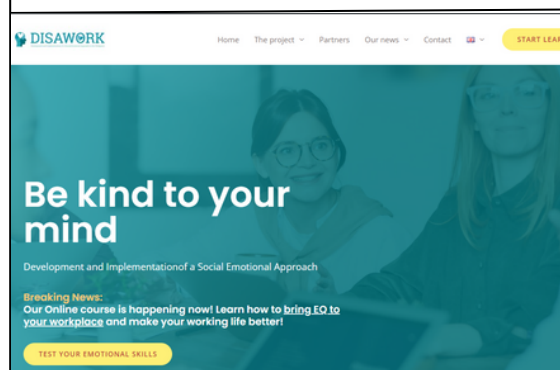 DISAWORK
Home The project Partners Our news Contact START LEAR
Be kind to your
mind
Development and Implementationof a Social Emotional Approach
Breaking News:
Our Online course is happening now! Learn how to bring EQ to
your workplace and make your working life better!
TEST YOUR EMOTIONAL SKILLS